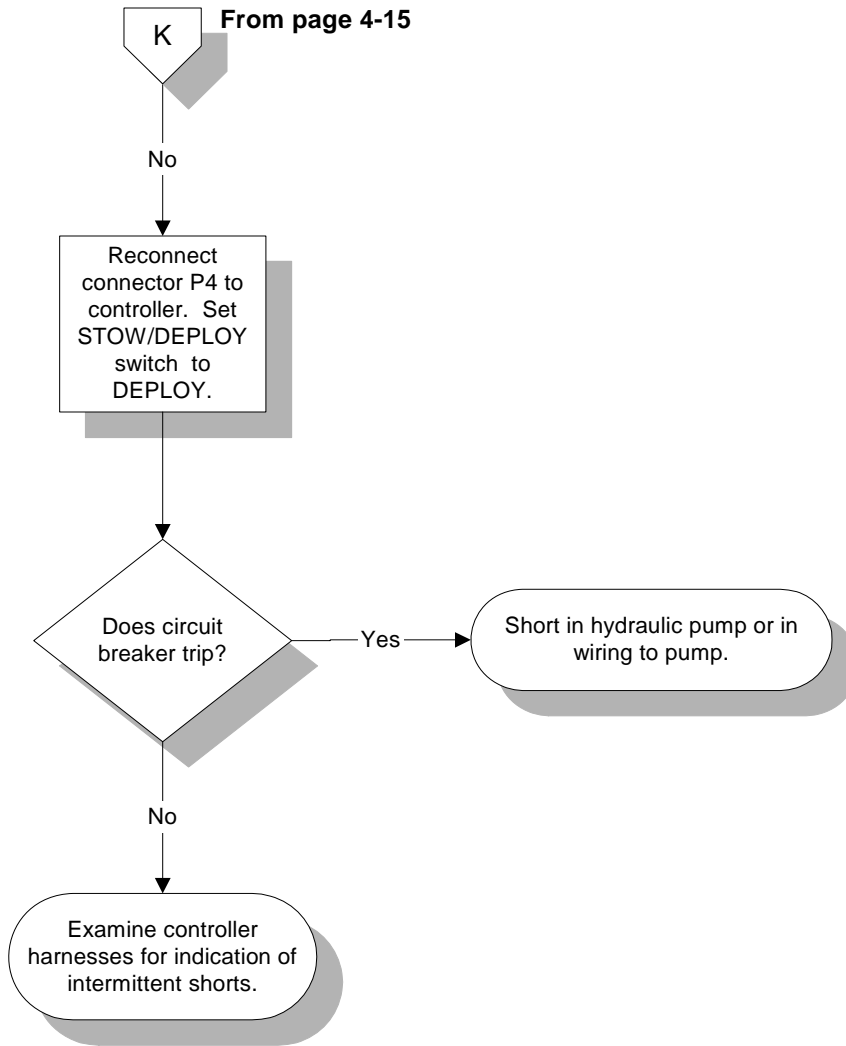 K
From page 4-15
No
Reconnect
connector P4 to
controller. Set
STOW/DEPLOY
switch to
DEPLOY.
Does circuit
breaker trip?
Yes
Short in hydraulic pump or in
wiring to pump.
No
Examine controller
harnesses for indication of
intermittent shorts.